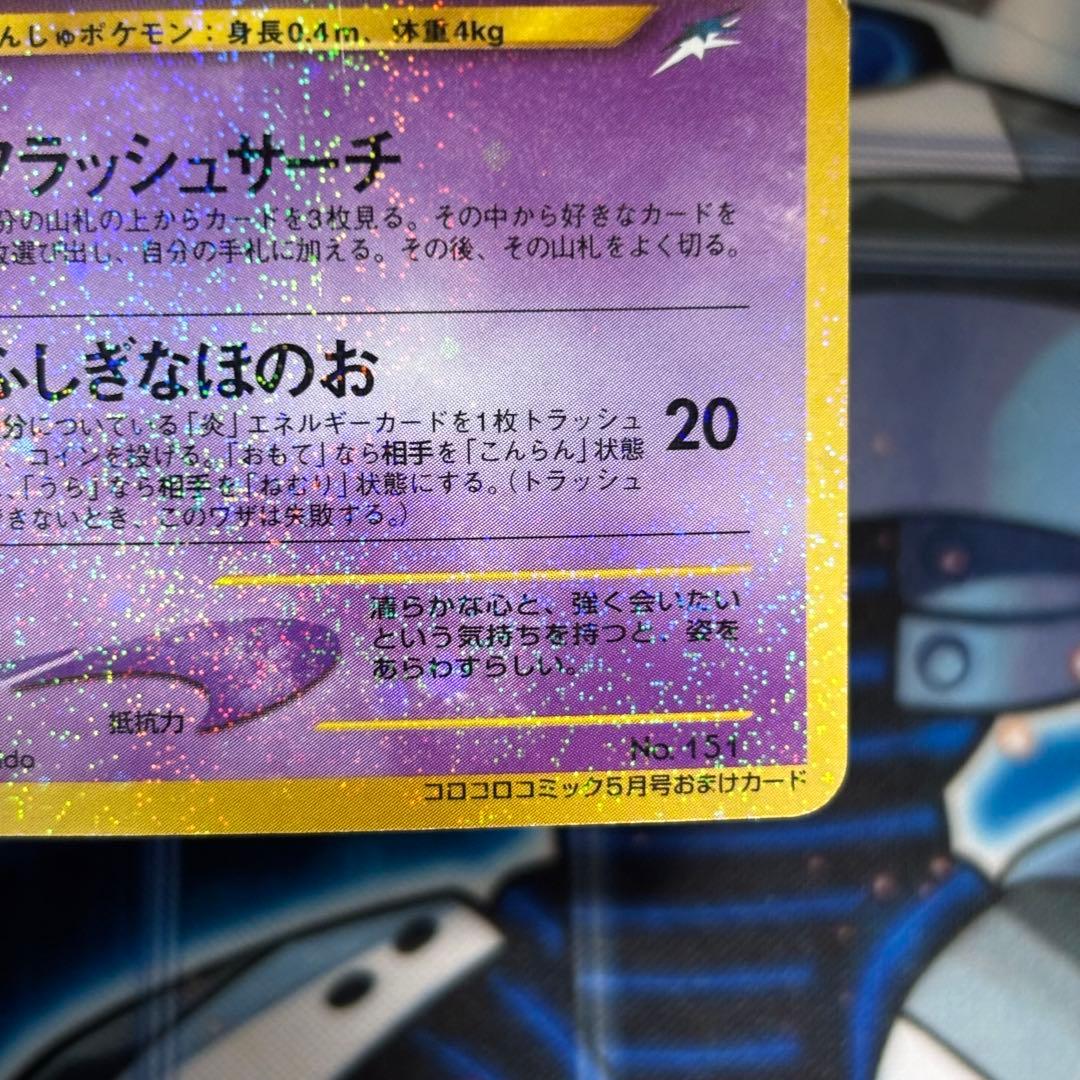 んしゅポケモン：身長0.4m、体重4kg
フラッシュサーチ
分の山札の上からカードを3枚見る。その中から好きなカードを
枚選び出し、自分の手札に加える。その後、その山札をよく切る。
ふしぎなほのお
分についている「炎」エネルギーカードを1枚トラッシュ
、コインを投げる。「おもて」なら相手を「こんらん」状態
、「うら」なら相手を「ねむり」状態にする。（トラッシュ
できないとき、このワザは失敗する。）
20
清らかな心と、強く会いたい
という気持ちを持つと、姿を
あらわすらしい。
抵抗力
No. 151
do
コロコロコミック5月号おまけカード